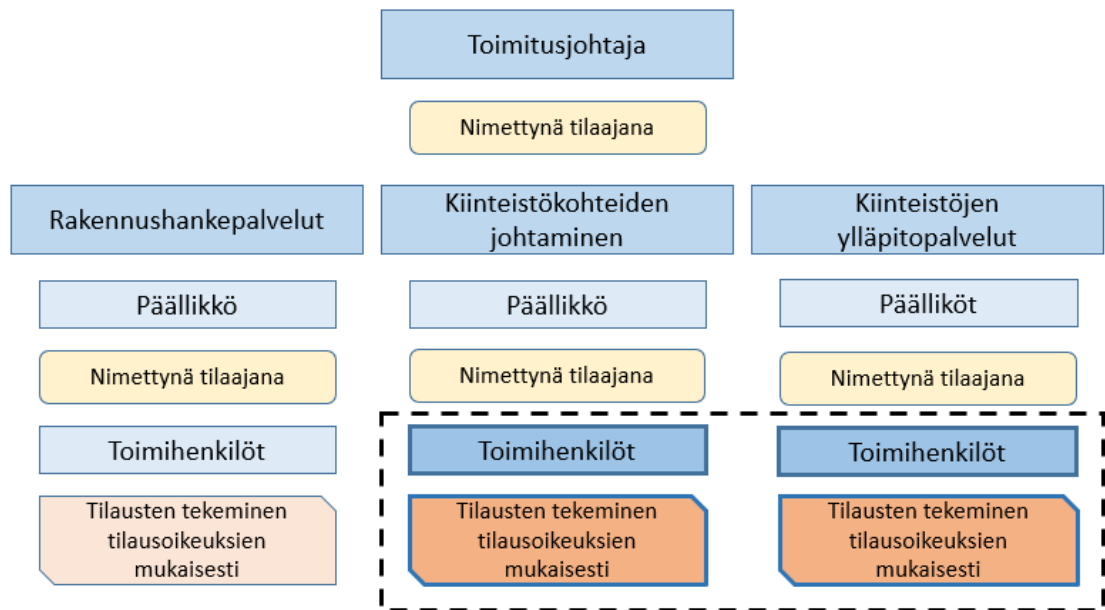 Toimitusjohtaja
Nimettynä tilaajana
Rakennushankepalvelut
Kiinteistökohteiden
johtaminen
Kiinteistöjen
ylläpitopalvelut
Päällikkö
Päällikkö
Päälliköt
Nimettynä tilaajana
Nimettynä tilaajana
Nimettynä tilaajana
Toimihenkilöt
Toimihenkilöt
Toimihenkilöt
Tilausten tekeminen
tilausoikeuksien
mukaisesti
Tilausten tekeminen
tilausoikeuksien
mukaisesti
Tilausten tekeminen
tilausoikeuksien
mukaisesti